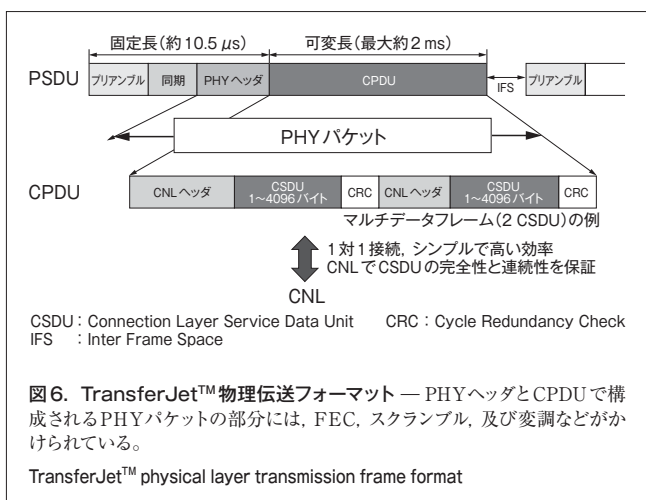 固定長(約10.5 μs) 可変長(最大約2 ms)
PSDU プリアンブル 同期 PHYヘッダ CPDU IFS プリアンブル
PHYパケット
CPDU CNLヘッダ CSDU 1~4096バイト CRC CNLヘッダ CSDU 1~4096バイト CRC
マルチデータフレーム(2 CSDU)の例
1対1接続,シンプルで高い効率
CNLでCSDUの完全性と連続性を保証
CNL
CSDU:Connection Layer Service Data Unit CRC:Cycle Redundancy Check
IFS :Inter Frame Space
図6. TransferJet™物理伝送フォーマット — PHYヘッダとCPDUで構
成されるPHYパケットの部分には,FEC,スクランブル,及び変調などがか
けられている。
TransferJet™ physical layer transmission frame format